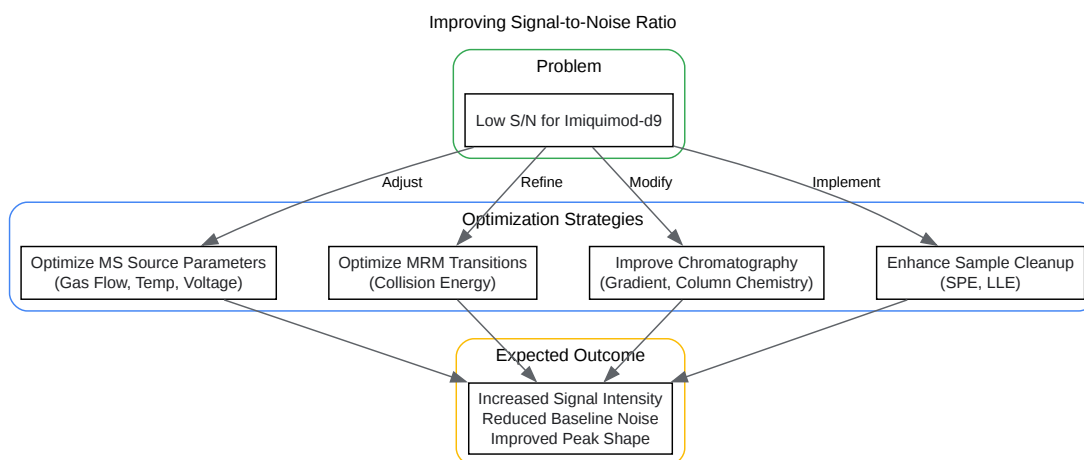 Improving Signal-to-Noise Ratio
Problem
Low S/N for Imiquimod-d9
Adjust
Refine
Modify
Implement
Optimization Strategies
Optimize MS Source Parameters
(Gas Flow, Temp, Voltage)
Optimize MRM Transitions
(Collision Energy)
Improve Chromatography
(Gradient, Column Chemistry)
Enhance Sample Cleanup
(SPE, LLE)
Expected Outcome
Increased Signal Intensity
Reduced Baseline Noise
Improved Peak Shape